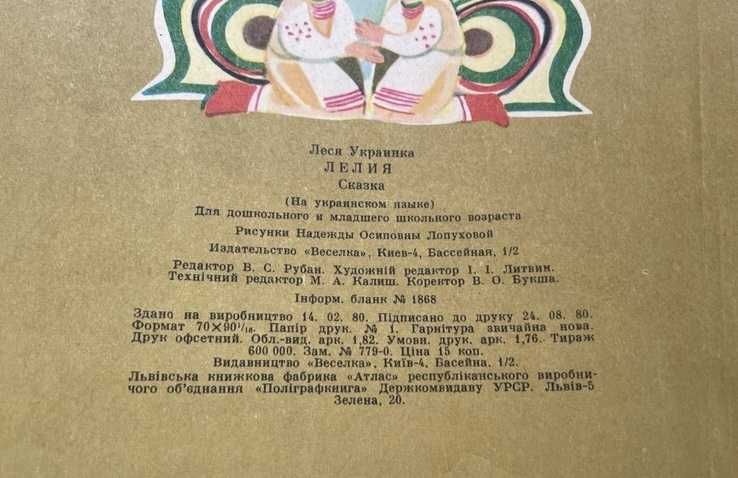 Леся Украинка
ЛЕЛИЯ
Сказка
(На украинском языке)
Для дошкольного и младшего школьного возраста
Рисунки Надежды Осиповны Лопуховой
Издательство «Веселка», Киев-4, Бассейная, 1/2
Редактор В. С. Рубан. Художній редактор І. І. Литвин.
Технічний редактор М. А. Калиш. Коректор В. О. Букша.
Інформ. бланк № 1868
Здано на виробництво 14. 02. 80. Підписано до друку 24. 08. 80.
Формат 70×90¹/₁₆. Папір друк. № 1. Гарнітура звичайна нова.
Друк офсетний. Обл.-вид. арк. 1,82. Умовн. друк. арк. 1,76. Тираж
600 000. Зам. № 779-0. Ціна 15 коп.
Видавництво «Веселка», Київ-4, Басейна, 1/2.
Львівська книжкова фабрика «Атлас» республіканського виробни-
чого об'єднання «Поліграфкнига» Держкомвидаву УРСР. Львів-5
Зелена, 20.